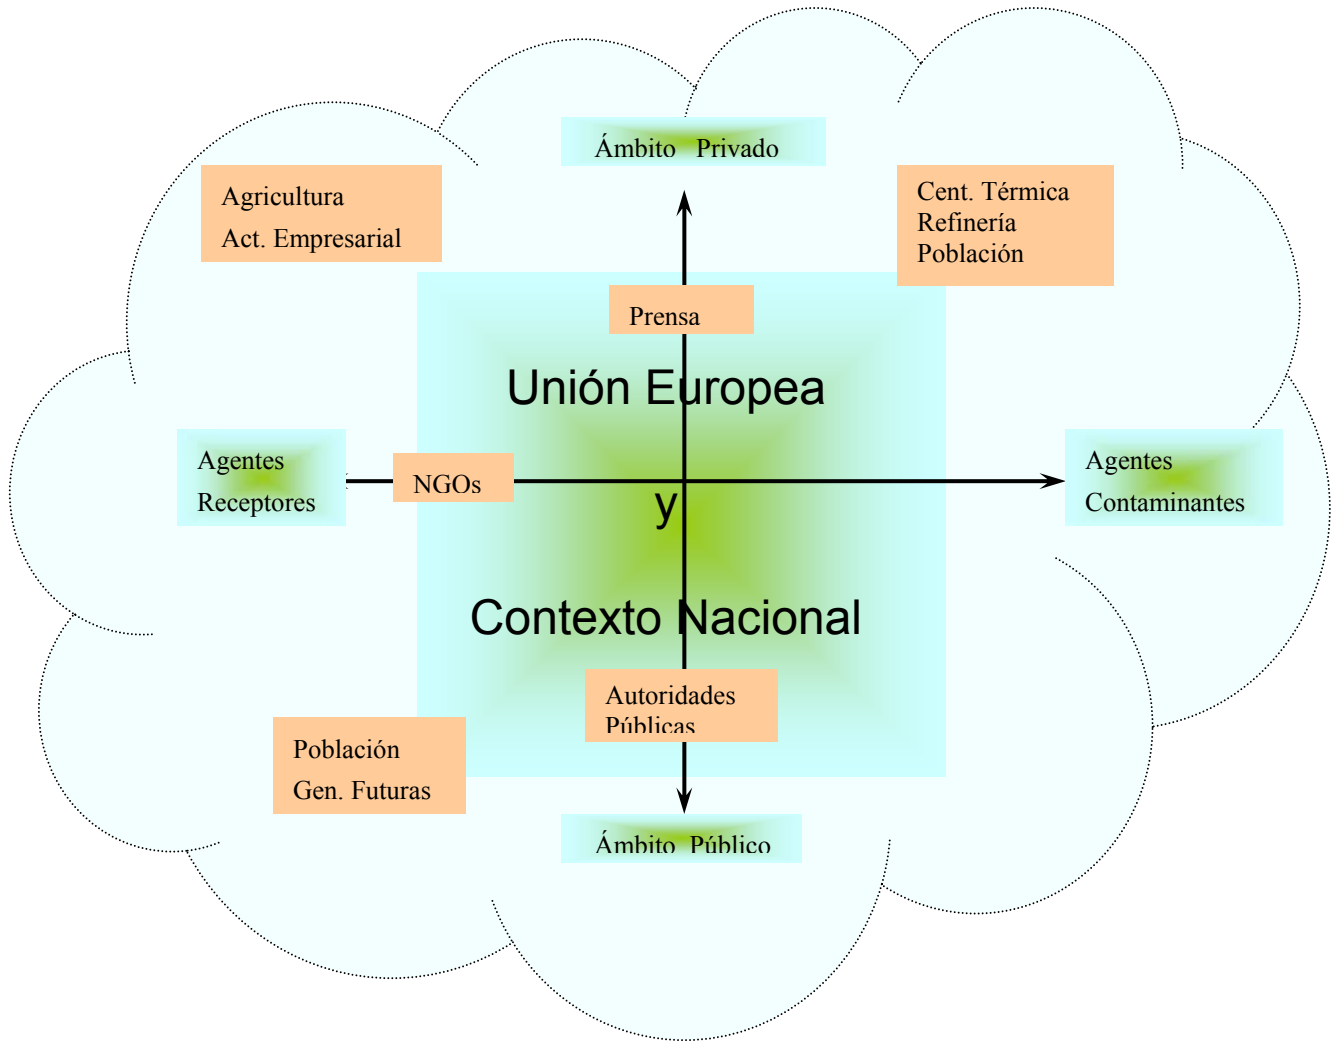 Ámbito Privado
Agricultura
Act. Empresarial
Cent. Térmica
Refinería
Población
Prensa
Unión Europea
Agentes
Receptores
NGOs
y
Agentes
Contaminantes
Contexto Nacional
Autoridades
Públicas
Población
Gen. Futuras
Ámbito Público